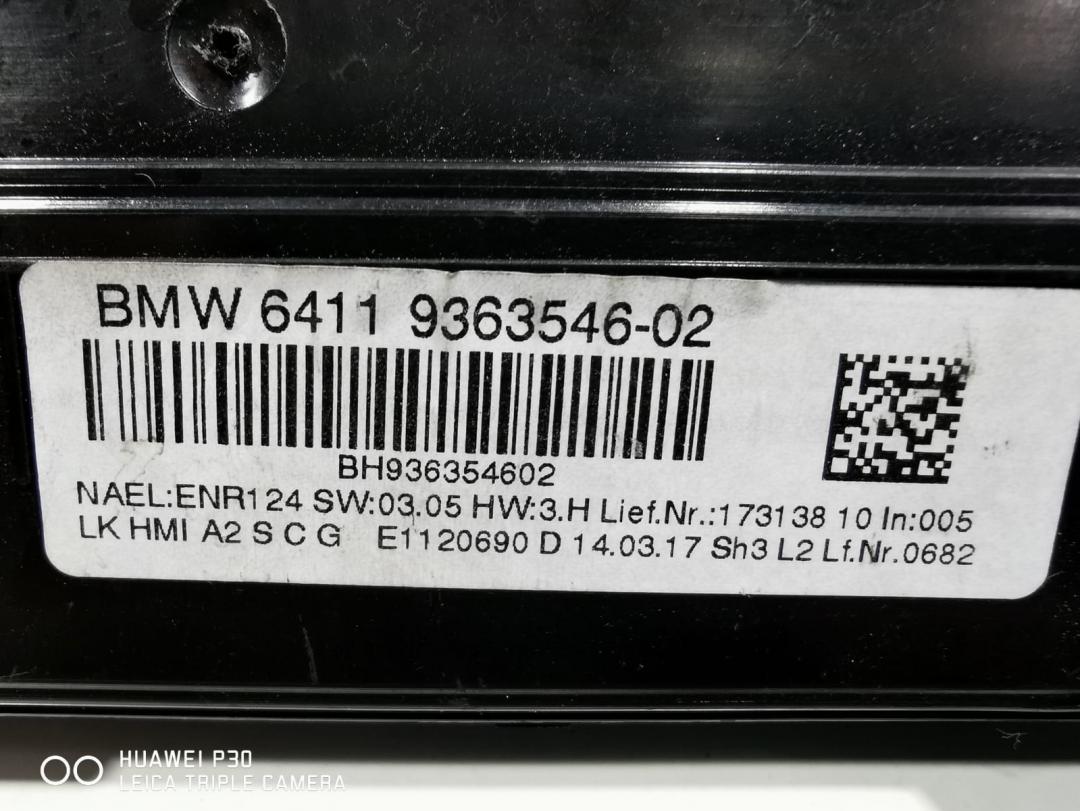 BMW 6411 9363546-02
BH936354602
NAEL:ENR124 SW:03.05 HW:3.H Lief.Nr.:173138 10 In:005
LK HMI A2 S C G E1120690 D 14.03.17 Sh3 L2 Lf.Nr.0682
HUAWEI P30
LEICA TRIPLE CAMERA